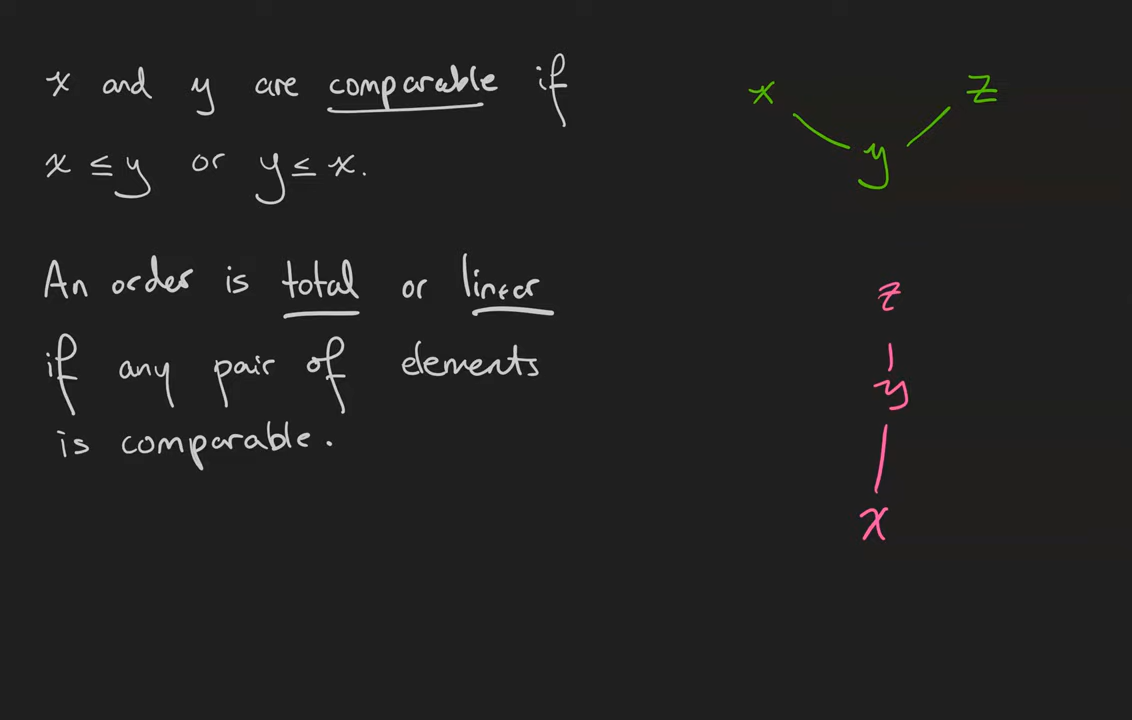 x and y are comparable if
x ≤ y or y ≤ x.
An order is total or linear
if any pair of elements
is comparable.
x z
y
z
y
x